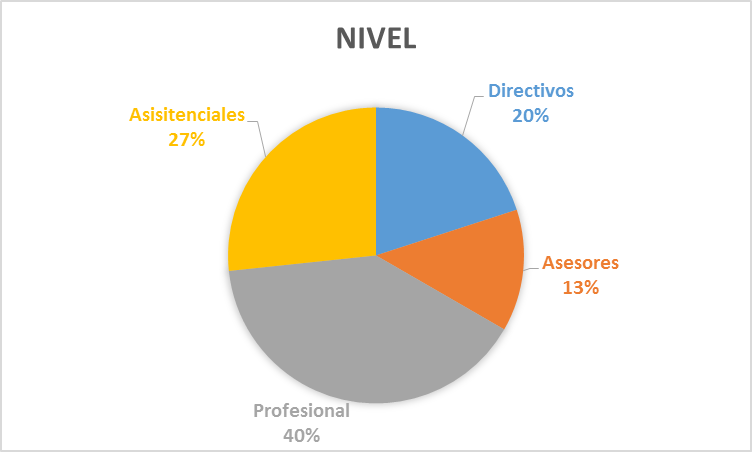 NIVEL
Directivos
20%
Asisitenciales
27%
Asesores
13%
Profesional
40%